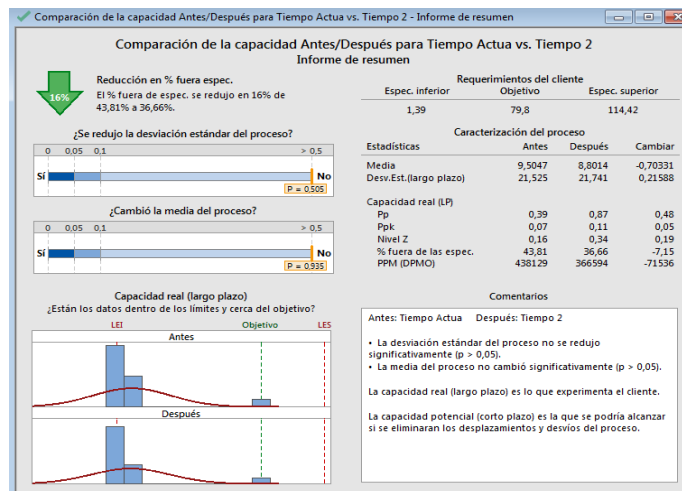 Comparación de la capacidad Antes/Después para Tiempo Actua vs. Tiempo 2 - Informe de resumen
Comparación de la capacidad Antes/Después para Tiempo Actua vs. Tiempo 2
Informe de resumen
16%
Reducción en % fuera espec.
El % fuera de espec. se redujo en 16% de
43,81% a 36,66%.
¿Se redujo la desviación estándar del proceso?
0 0,05 0,1 > 0,5
Sí No
P = 0,505
¿Cambió la media del proceso?
0 0,05 0,1 > 0,5
Sí No
P = 0,935
Capacidad real (largo plazo)
¿Están los datos dentro de los límites y cerca del objetivo?
LEI Objetivo LES
Antes
Después
Requerimientos del cliente
Espec. inferior Objetivo Espec. superior
1,39 79,8 114,42
Caracterización del proceso
Estadísticas Antes Después Cambiar
Media 9,5047 8,8014 -0,70331
Desv.Est.(largo plazo) 21,525 21,741 0,21588
Capacidad real (LP)
Pp 0,39 0,87 0,48
Ppk 0,07 0,11 0,05
Nivel Z 0,16 0,34 0,19
% fuera de las espec. 43,81 36,66 -7,15
PPM (DPMO) 438129 366594 -71536
Comentarios
Antes: Tiempo Actua Después: Tiempo 2
• La desviación estándar del proceso no se redujo
significativamente (p > 0,05).
• La media del proceso no cambió significativamente (p > 0,05).
La capacidad real (largo plazo) es lo que experimenta el cliente.
La capacidad potencial (corto plazo) es la que se podría alcanzar
si se eliminaran los desplazamientos y desvíos del proceso.